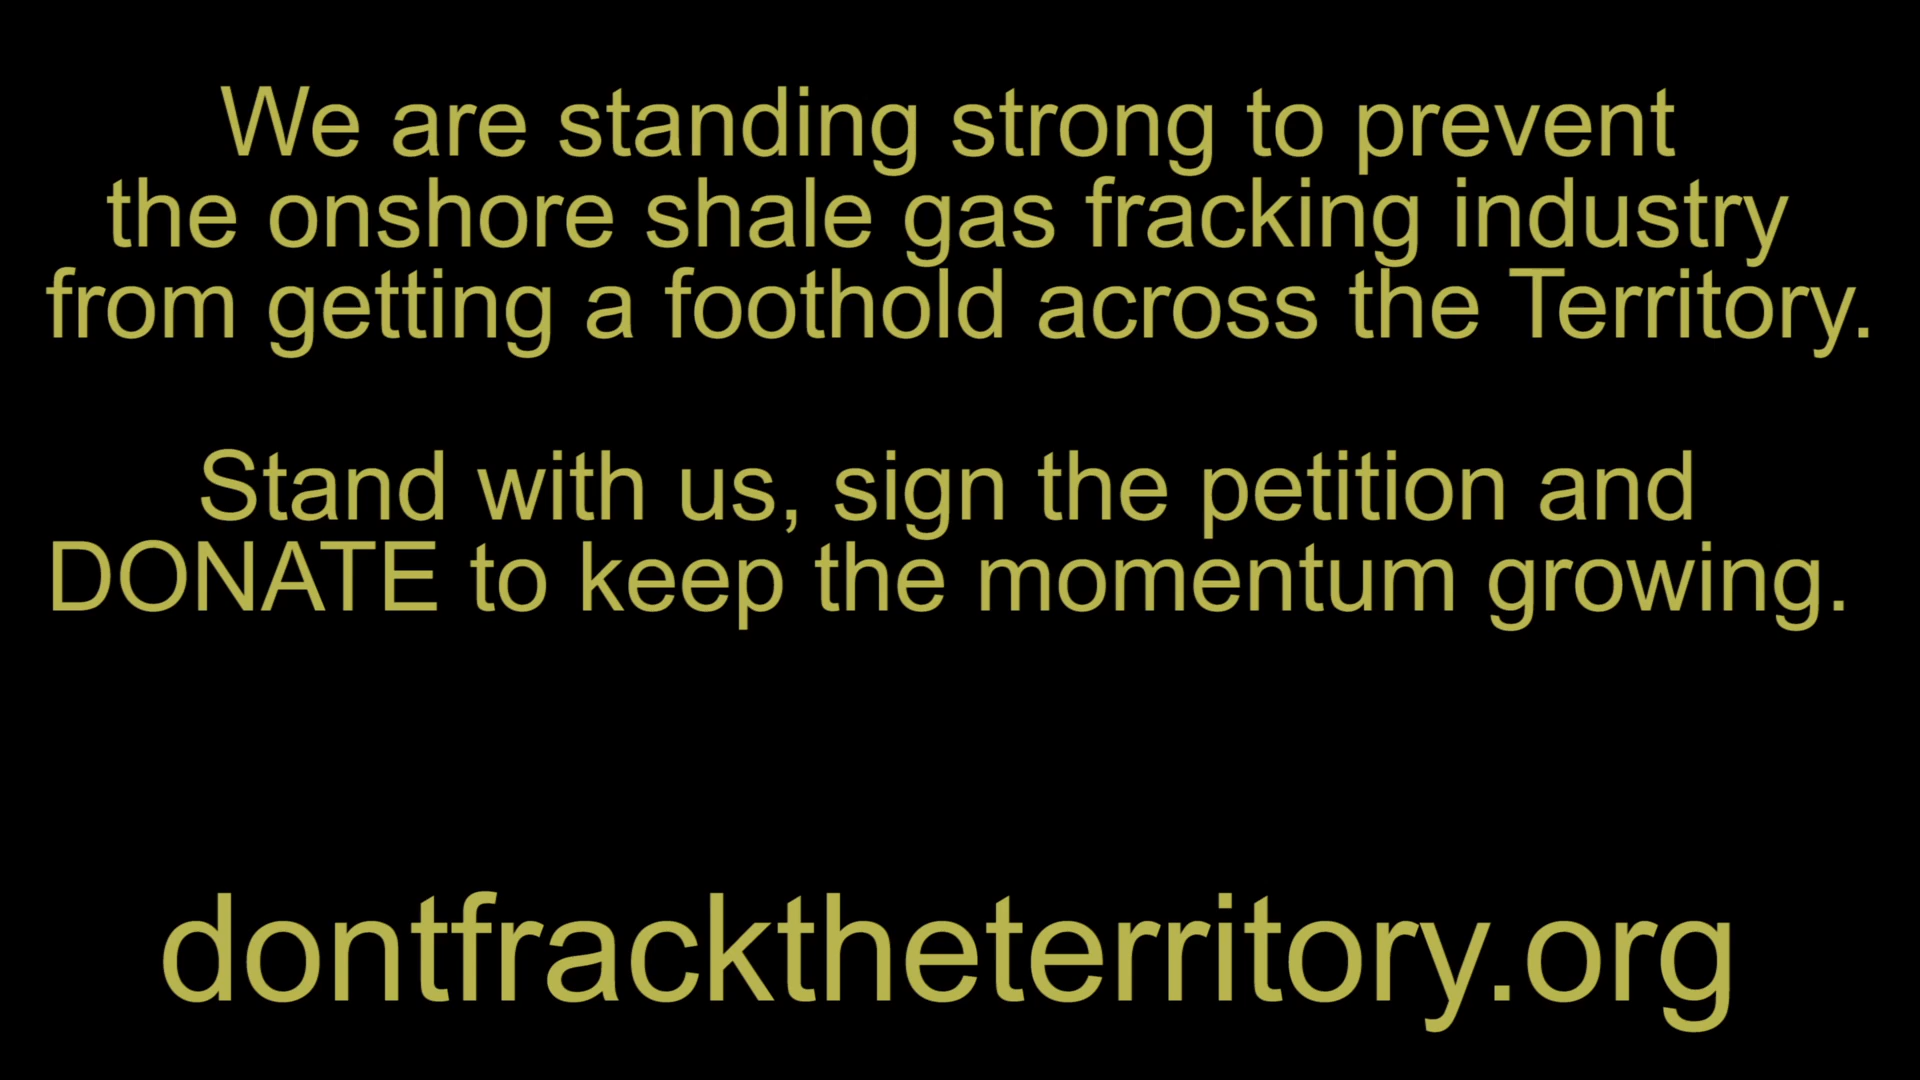 We are standing strong to prevent
the onshore shale gas fracking industry
from getting a foothold across the Territory.
Stand with us, sign the petition and
DONATE to keep the momentum growing.
dontfracktheterritory.org